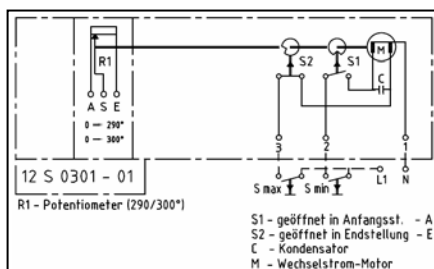 R1
S2
S1
M
C
A S E
0 — 290°
0 — 300°
3
2
1
12 S 0301 - 01
S max
S min
L1
N
R1 - Potentiometer (290/300°)
S1 - geöffnet in Anfangsst. - A
S2 - geöffnet in Endstellung - E
C - Kondensator
M - Wechselstrom-Motor